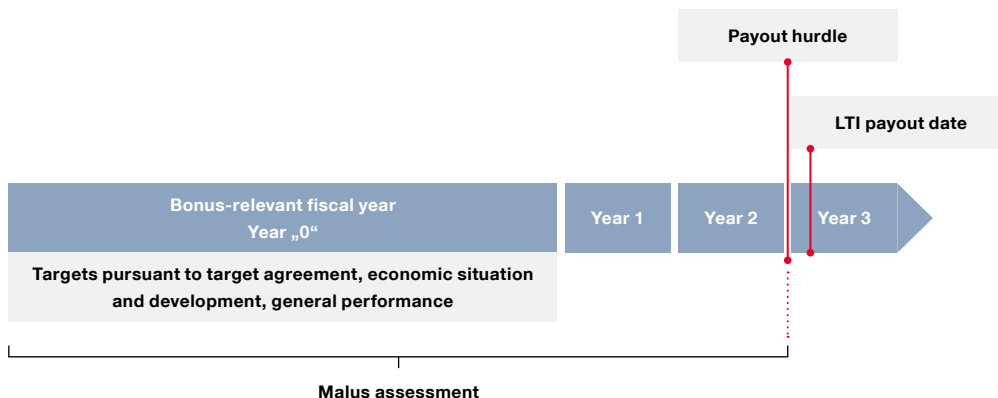 Payout hurdle
LTI payout date
Bonus-relevant fiscal year
Year „0“
Year 1
Year 2
Year 3
Targets pursuant to target agreement, economic situation
and development, general performance
Malus assessment